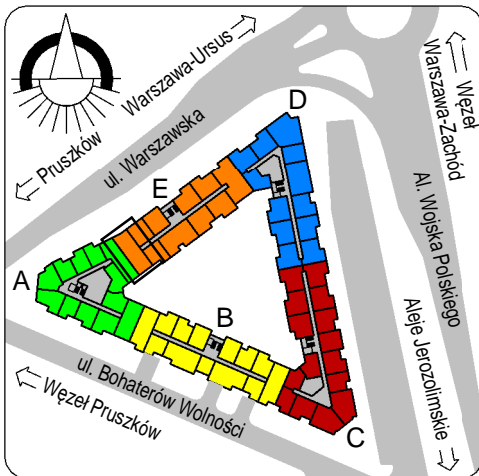 Warszawa-Ursus
Pruszków
ul. Warszawska
Węzeł
Warszawa-Zachód
Al. Wojska Polskiego
Aleje Jerozolimskie
D
E
A
B
C
ul. Bohaterów Wolności
Węzeł Pruszków